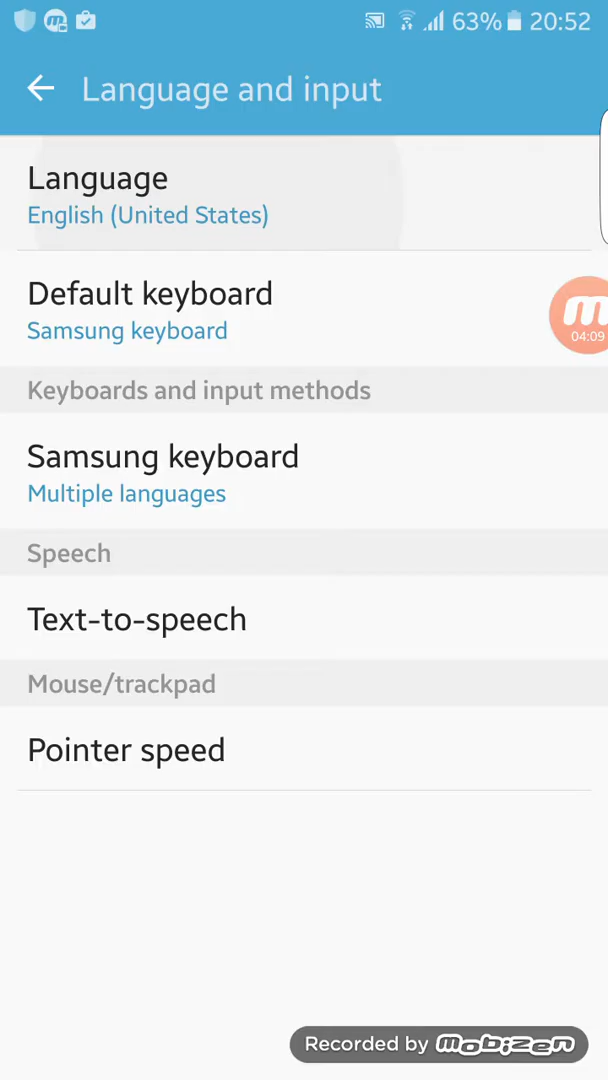 63% 20:52
Language and input
Language
English (United States)
Default keyboard
Samsung keyboard
m
04:09
Keyboards and input methods
Samsung keyboard
Multiple languages
Speech
Text-to-speech
Mouse/trackpad
Pointer speed
Recorded by mobizen